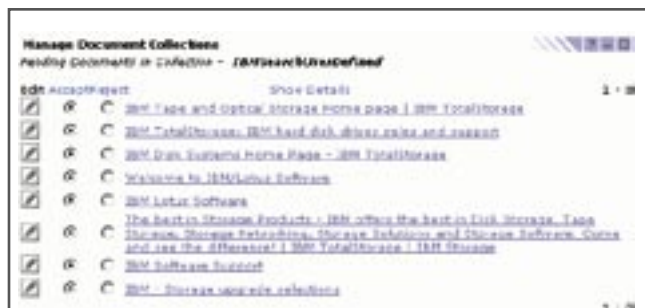 Manage Document Collections
Pending Documents in Collection - IBMSearchUserDefined
Edit Accept Reject Show Details 1 - 8
IBM Tape and Optical Storage Home page | IBM TotalStorage
IBM TotalStorage: IBM hard disk drives sales and support
IBM Disk Systems Home Page - IBM TotalStorage
Welcome to IBM/Lotus Software
IBM Lotus Software
The best in Storage Products - IBM offers the best in Disk Storage, Tape
Storage, Storage Networking, Storage Solutions and Storage Software. Come
and see the difference! | IBM TotalStorage | IBM Storage
IBM Software Support
IBM - Storage upgrade selections